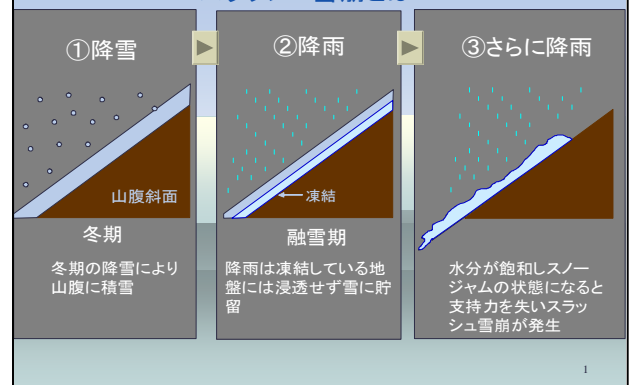 ①降雪
②降雨
③さらに降雨
山腹斜面
凍結
冬期
融雪期
冬期の降雪により
山腹に積雪
降雨は凍結している地
盤には浸透せず雪に貯
留
水分が飽和しスノー
ジャムの状態になると
支持力を失いスラッ
シュ雪崩が発生
1